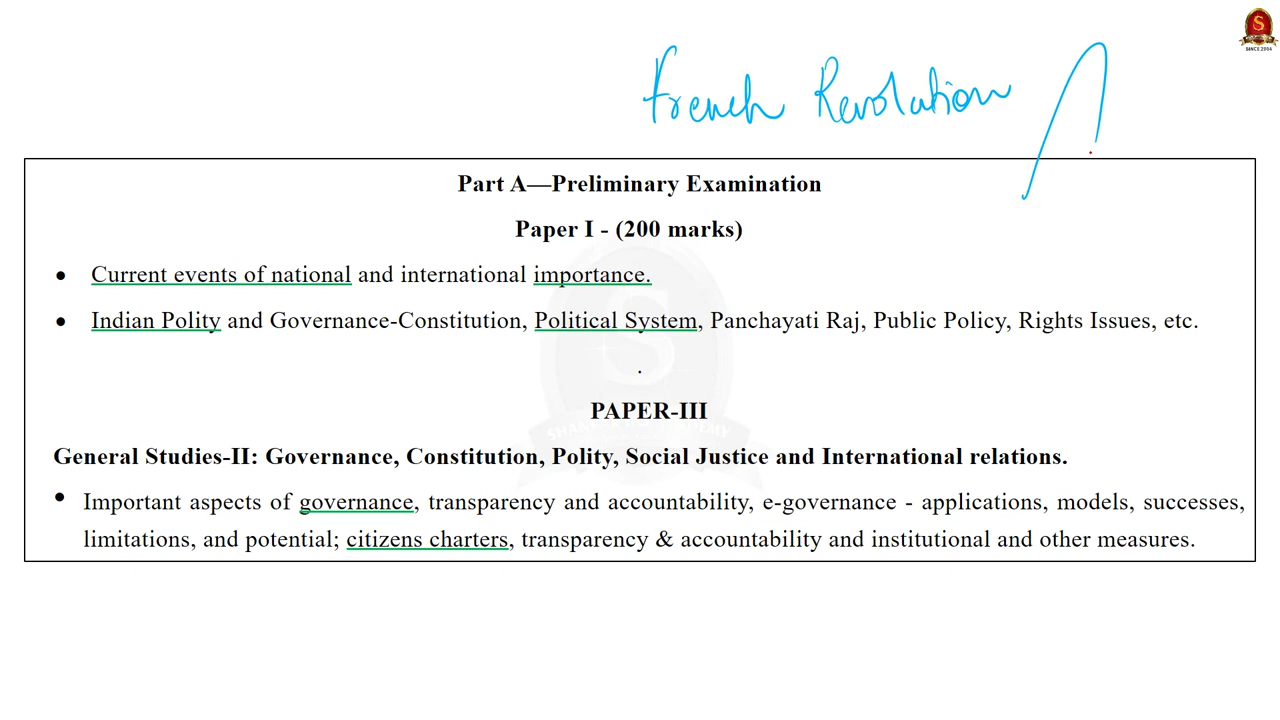 SINCE 2004
French Revolution
Part A—Preliminary Examination
Paper I - (200 marks)
• Current events of national and international importance.
• Indian Polity and Governance-Constitution, Political System, Panchayati Raj, Public Policy, Rights Issues, etc.
.
PAPER-III
General Studies-II: Governance, Constitution, Polity, Social Justice and International relations.
• Important aspects of governance, transparency and accountability, e-governance - applications, models, successes,
limitations, and potential; citizens charters, transparency & accountability and institutional and other measures.